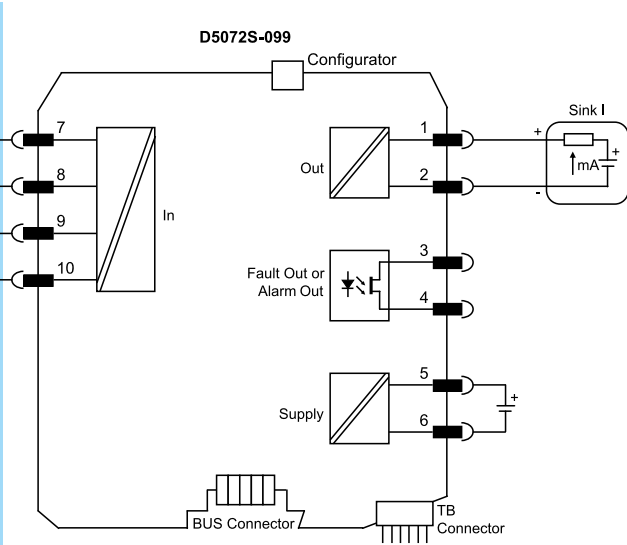 D5072S-099
Configurator
Sink I
7
1
+
+
mA
8
Out
2
-
9
In
10
3
Fault Out or
Alarm Out
4
5
+
Supply
6
BUS Connector
TB
Connector